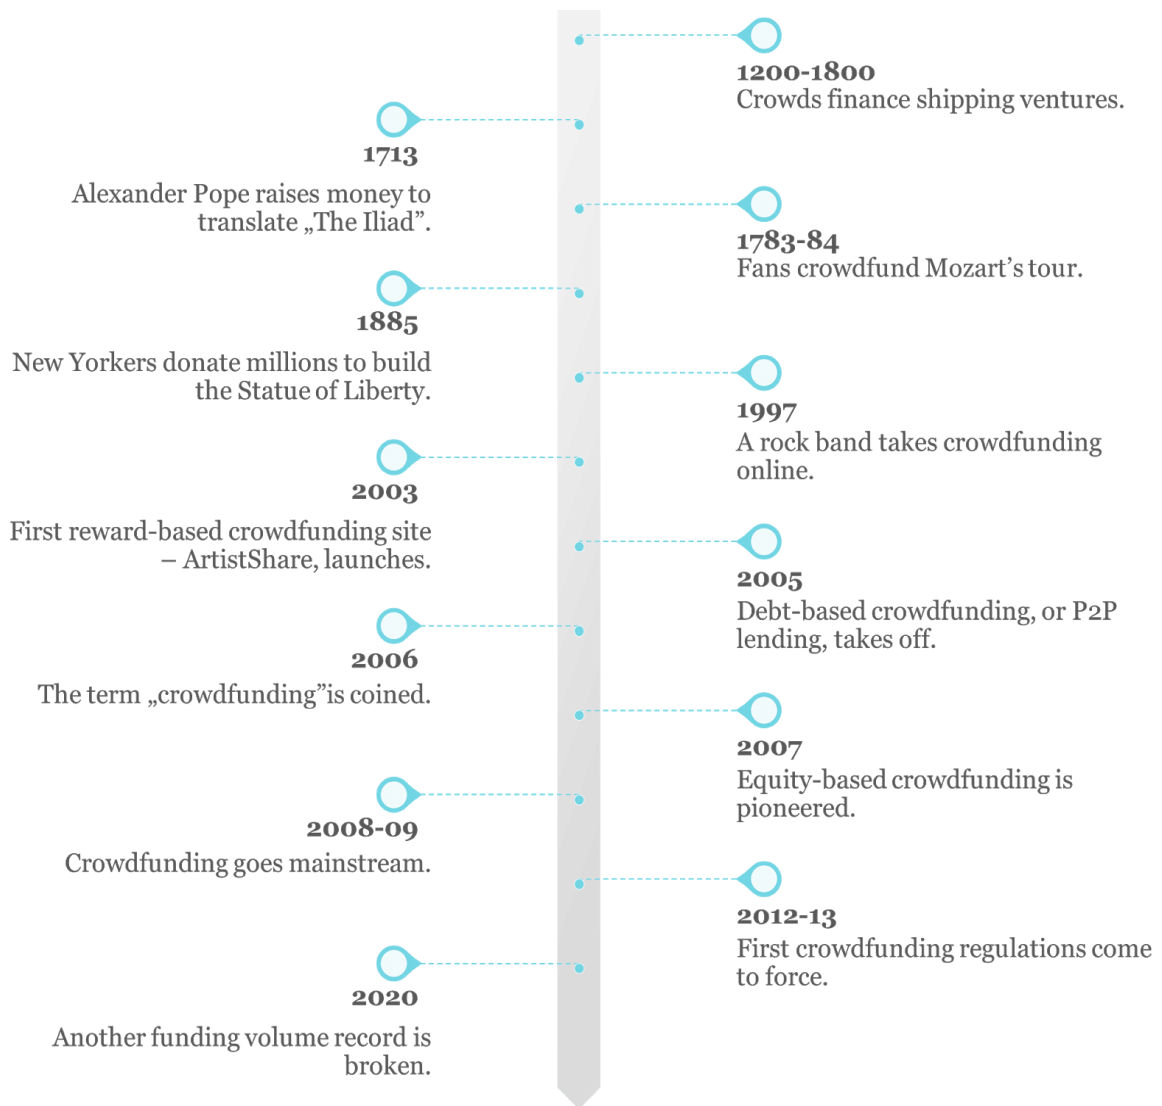 1200-1800
Crowds finance shipping ventures.
1713
Alexander Pope raises money to
translate „The Iliad”.
1783-84
Fans crowdfund Mozart’s tour.
1885
New Yorkers donate millions to build
the Statue of Liberty.
1997
A rock band takes crowdfunding
online.
2003
First reward-based crowdfunding site
– ArtistShare, launches.
2005
Debt-based crowdfunding, or P2P
lending, takes off.
2006
The term „crowdfunding”is coined.
2007
Equity-based crowdfunding is
pioneered.
2008-09
Crowdfunding goes mainstream.
2012-13
First crowdfunding regulations come
to force.
2020
Another funding volume record is
broken.